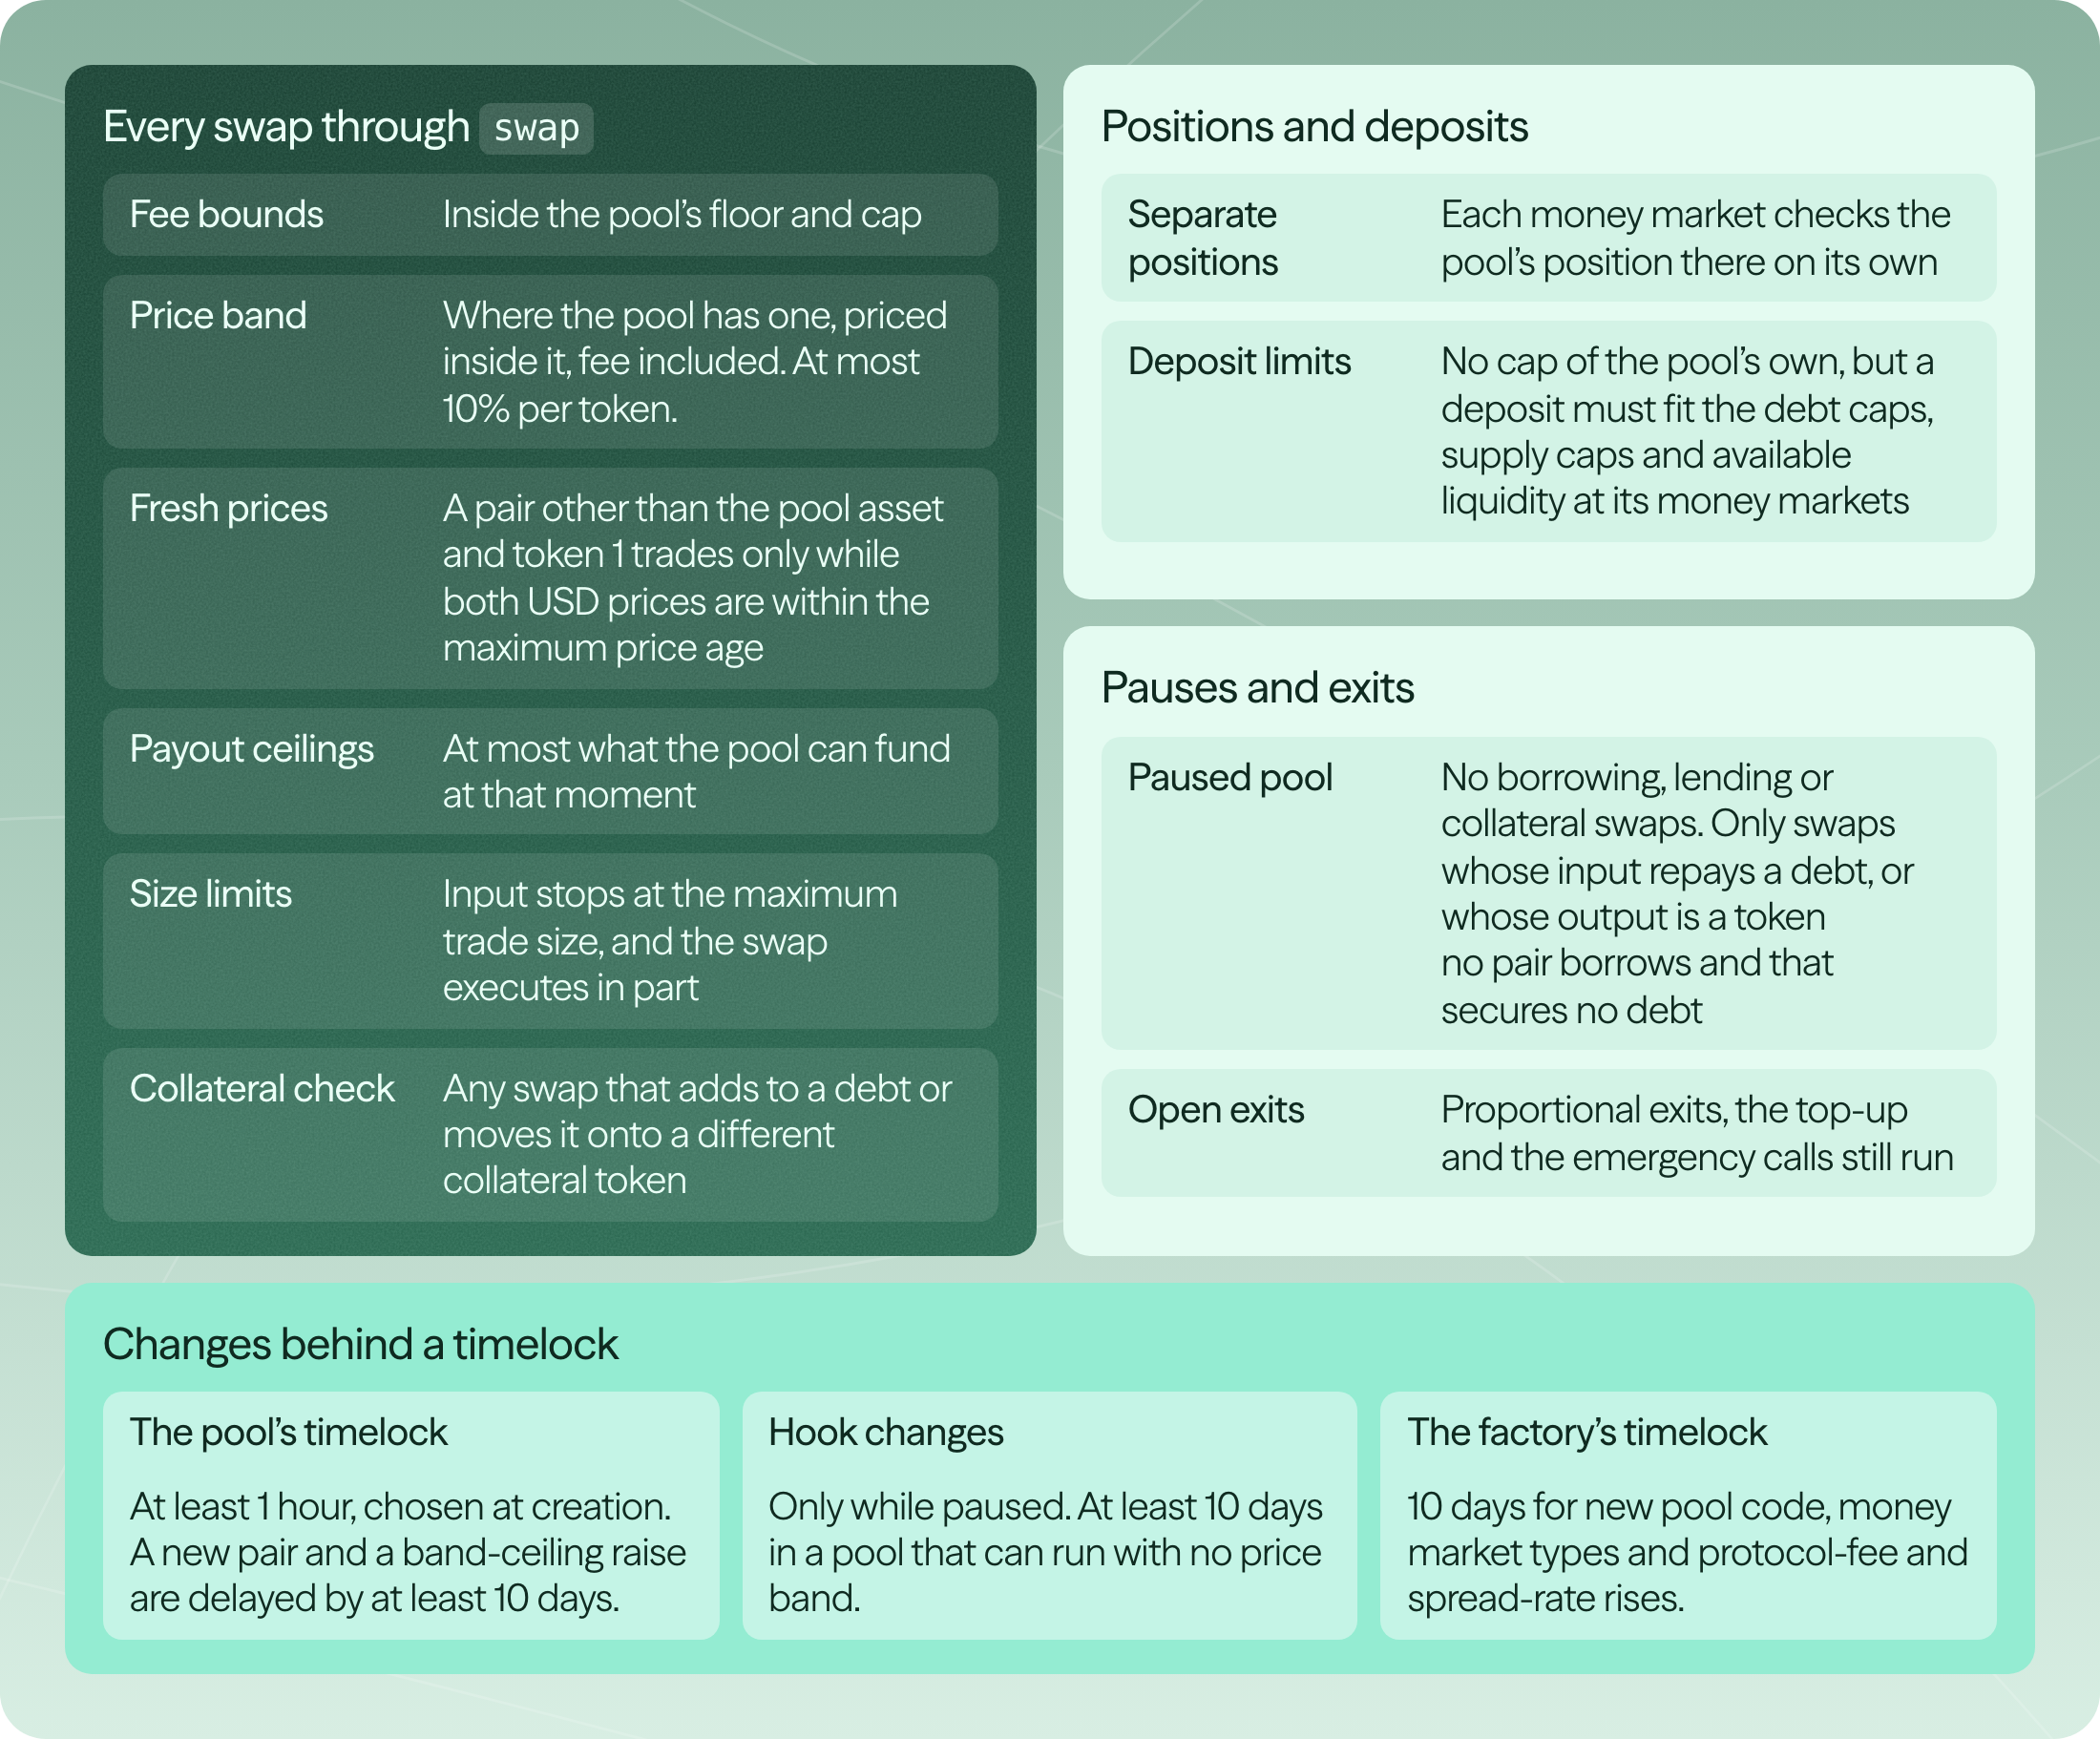 Every swap through swap
Fee bounds
Inside the pool’s floor and cap
Price band
Where the pool has one, priced
inside it, fee included. At most
10% per token.
Fresh prices
A pair other than the pool asset
and token 1 trades only while
both USD prices are within the
maximum price age
Payout ceilings
At most what the pool can fund
at that moment
Size limits
Input stops at the maximum
trade size, and the swap
executes in part
Collateral check
Any swap that adds to a debt or
moves it onto a different
collateral token
Positions and deposits
Separate
positions
Each money market checks the
pool’s position there on its own
Deposit limits
No cap of the pool’s own, but a
deposit must fit the debt caps,
supply caps and available
liquidity at its money markets
Pauses and exits
Paused pool
No borrowing, lending or
collateral swaps. Only swaps
whose input repays a debt, or
whose output is a token
no pair borrows and that
secures no debt
Open exits
Proportional exits, the top-up
and the emergency calls still run
Changes behind a timelock
The pool’s timelock
At least 1 hour, chosen at creation.
A new pair and a band-ceiling raise
are delayed by at least 10 days.
Hook changes
Only while paused. At least 10 days
in a pool that can run with no price
band.
The factory’s timelock
10 days for new pool code, money
market types and protocol-fee and
spread-rate rises.